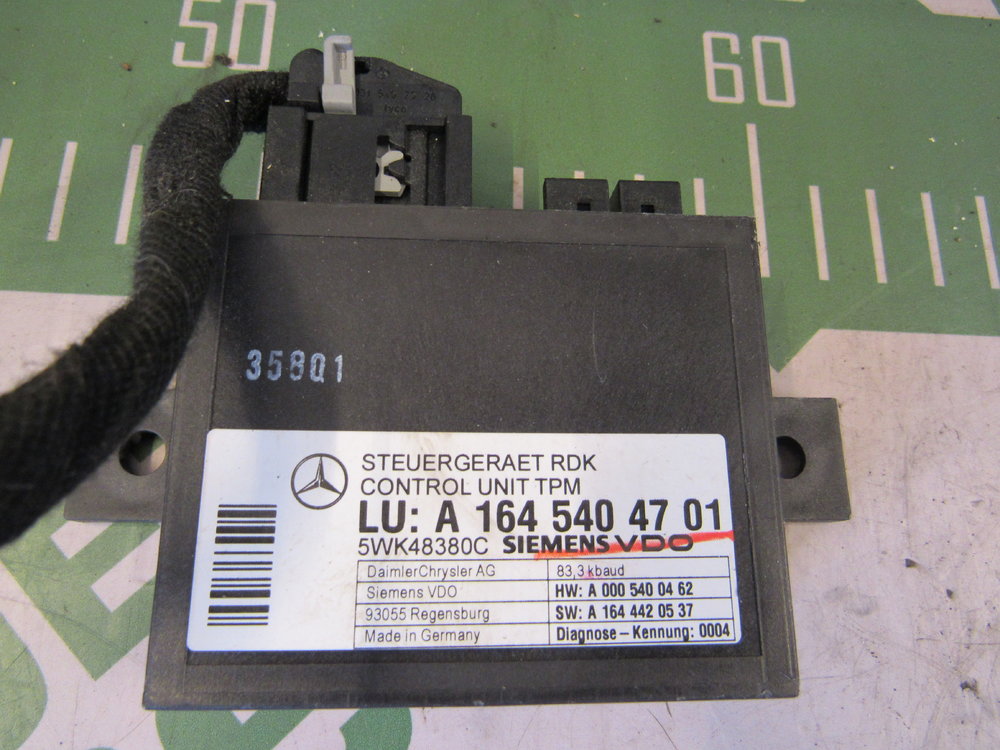 50
60
tyco
35801
STEUERGERAET RDK
CONTROL UNIT TPM
LU: A 164 540 47 01
5WK48380C SIEMENS VDO
DaimlerChrysler AG 83,3 kbaud
Siemens VDO HW: A 000 540 04 62
93055 Regensburg SW: A 164 442 05 37
Made in Germany Diagnose-Kennung: 0004